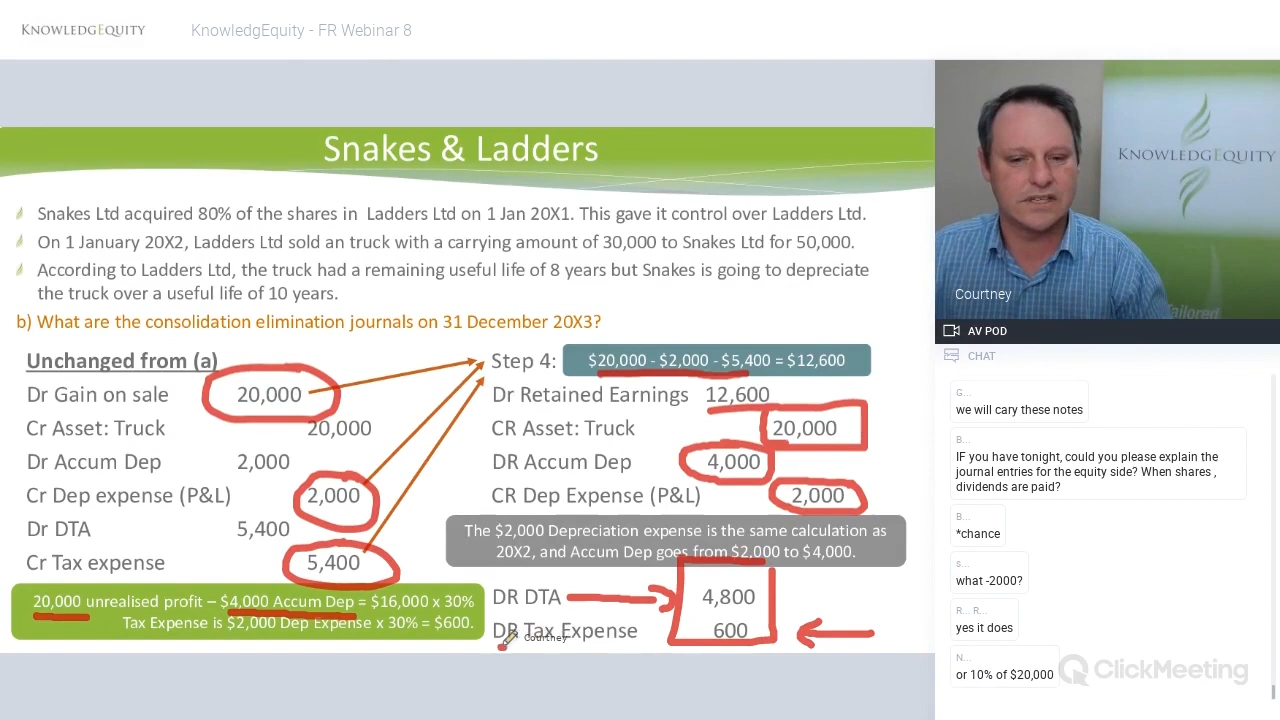 KNOWLEDGEQUITY
KnowledgEquity - FR Webinar 8
Snakes & Ladders
Snakes Ltd acquired 80% of the shares in Ladders Ltd on 1 Jan 20X1. This gave it control over Ladders Ltd.
On 1 January 20X2, Ladders Ltd sold an truck with a carrying amount of 30,000 to Snakes Ltd for 50,000.
According to Ladders Ltd, the truck had a remaining useful life of 8 years but Snakes is going to depreciate
the truck over a useful life of 10 years.
b) What are the consolidation elimination journals on 31 December 20X3?
Unchanged from (a)
Dr Gain on sale 20,000
Cr Asset: Truck 20,000
Dr Accum Dep 2,000
Cr Dep expense (P&L) 2,000
Dr DTA 5,400
Cr Tax expense 5,400
20,000 unrealised profit – $4,000 Accum Dep = $16,000 x 30%
Tax Expense is $2,000 Dep Expense x 30% = $600.
Step 4: $20,000 - $2,000 - $5,400 = $12,600
Dr Retained Earnings 12,600
CR Asset: Truck 20,000
DR Accum Dep 4,000
CR Dep Expense (P&L) 2,000
The $2,000 Depreciation expense is the same calculation as
20X2, and Accum Dep goes from $2,000 to $4,000.
DR DTA 4,800
DR Tax Expense 600
Courtney
KNOWLEDGEQUITY
Tailored
Courtney
AV POD
CHAT
G...
we will cary these notes
B...
IF you have tonight, could you please explain the
journal entries for the equity side? When shares ,
dividends are paid?
B...
*chance
s...
what -2000?
R... R...
yes it does
N...
or 10% of $20,000
ClickMeeting